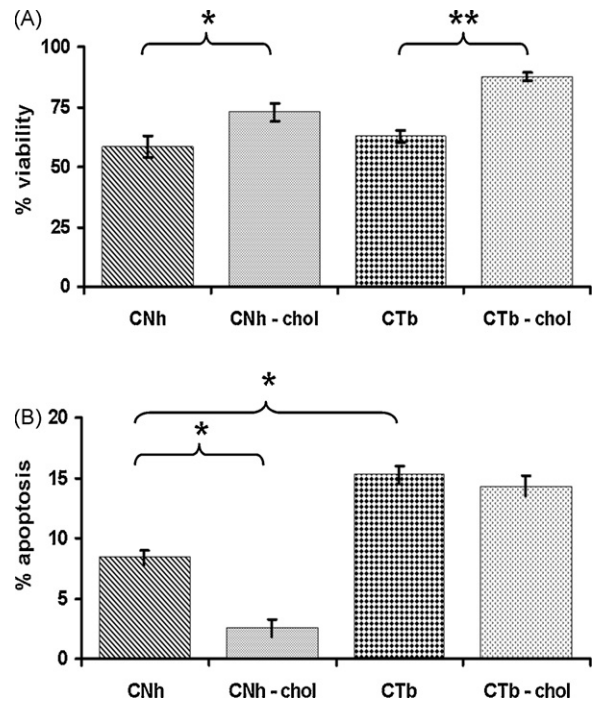 (A)
*
**
% viability
100
75
50
25
0
CNh
CNh - chol
CTb
CTb - chol
(B)
*
*
% apoptosis
20
15
10
5
0
CNh
CNh - chol
CTb
CTb - chol